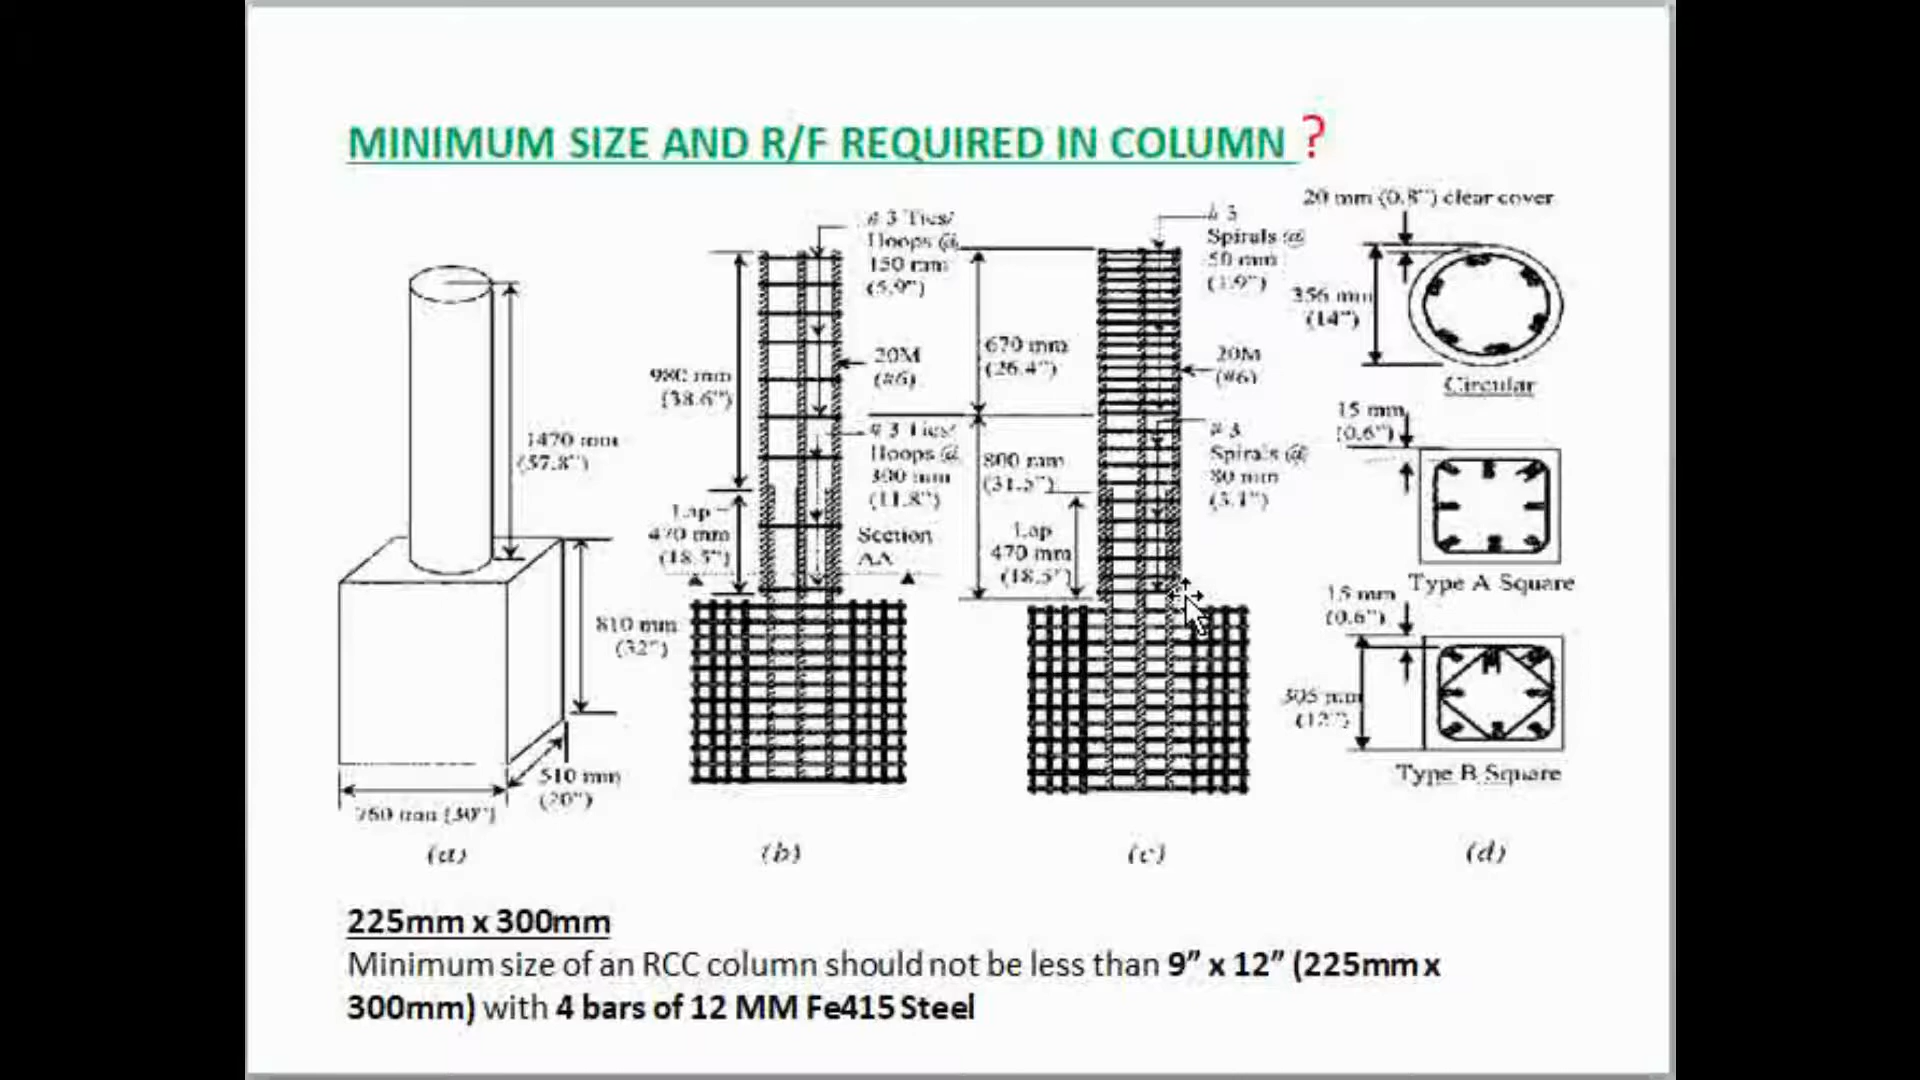 MINIMUM SIZE AND R/F REQUIRED IN COLUMN ?
1470 mm
(57.8")
810 mm
(32")
510 mm
(20")
760 mm (30")
(a)
# 3 Ties/
Hoops @
150 mm
(5.9")
980 mm
(38.6")
20M
(#6)
# 3 Ties/
Hoops @
300 mm
(11.8")
Lap =
470 mm
(18.5")
Section
AA
(b)
670 mm
(26.4")
800 mm
(31.5")
Lap
470 mm
(18.5")
# 3
Spirals @
50 mm
(1.9")
20M
(#6)
# 3
Spirals @
80 mm
(3.1")
(c)
20 mm (0.8") clear cover
356 mm
(14")
Circular
15 mm
(0.6")
Type A Square
15 mm
(0.6")
305 mm
(12")
Type B Square
(d)
225mm x 300mm
Minimum size of an RCC column should not be less than 9” x 12” (225mm x
300mm) with 4 bars of 12 MM Fe415 Steel